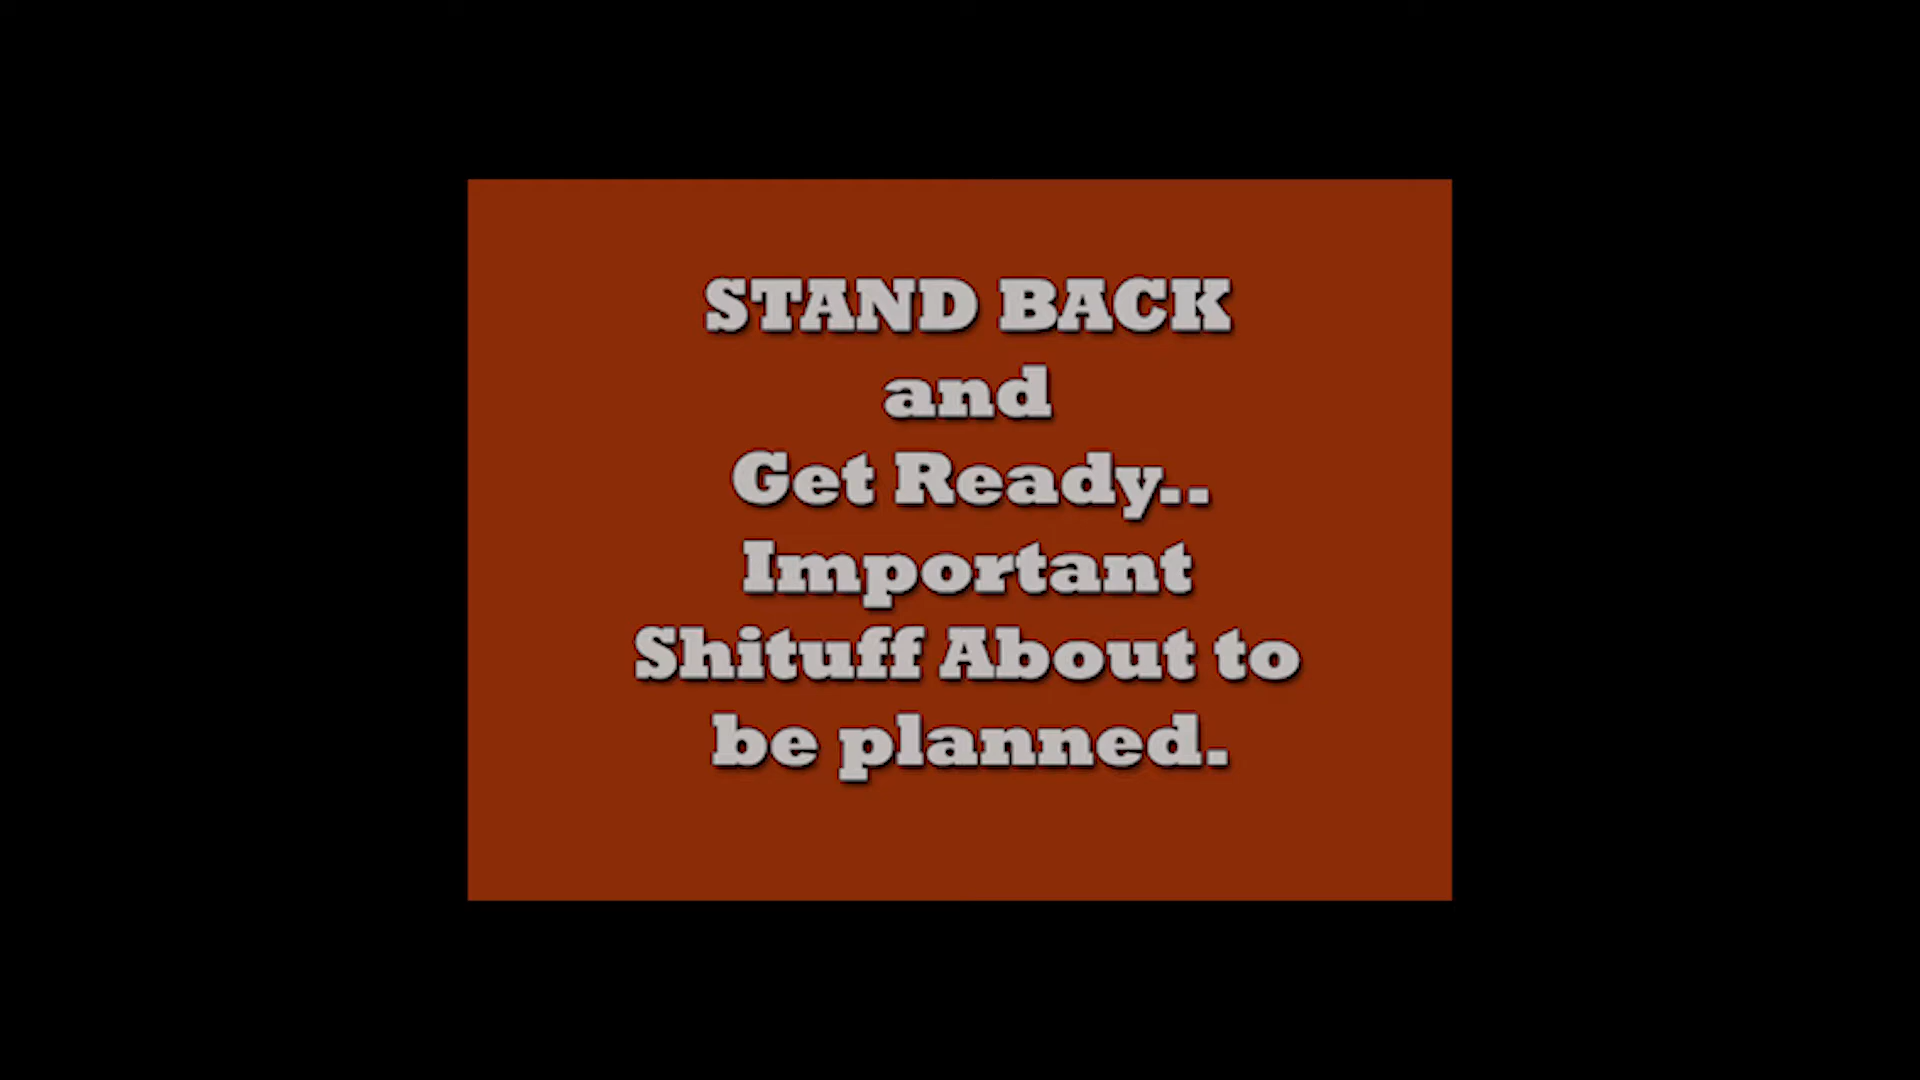 STAND BACK
and
Get Ready..
Important
Shituff About to
be planned.